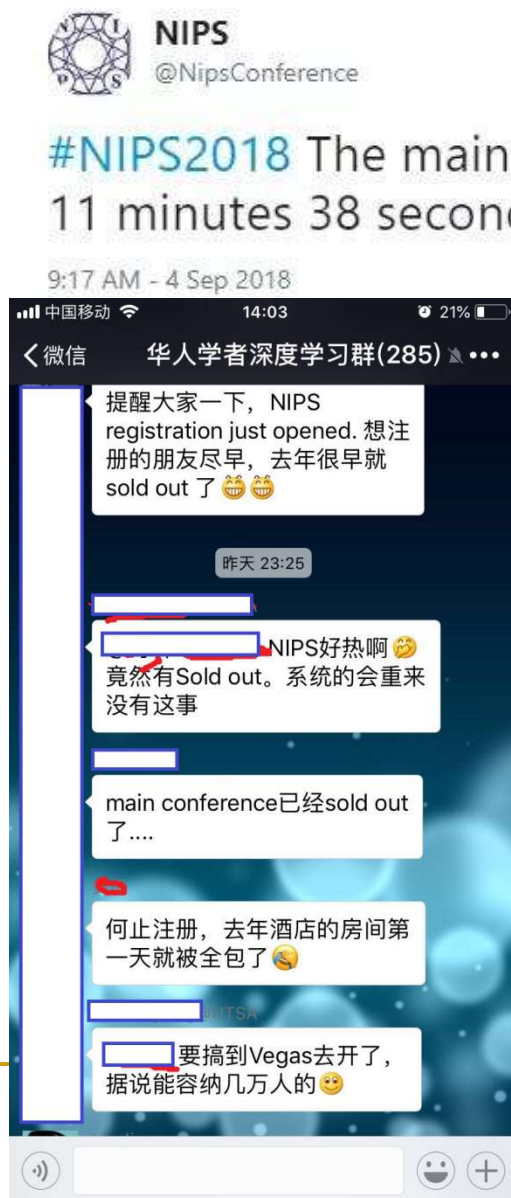 NIPS
@NipsConference
#NIPS2018 The main
11 minutes 38 secon
9:17 AM - 4 Sep 2018
中国移动 14:03 21%
微信 华人学者深度学习群(285)
提醒大家一下，NIPS
registration just opened. 想注
册的朋友尽早，去年很早就
sold out 了
昨天 23:25
NIPS好热啊
竟然有Sold out。系统的会重来
没有这事
main conference已经sold out
了....
何止注册，去年酒店的房间第
一天就被全包了
UTSA
要搞到Vegas去开了，
据说能容纳几万人的